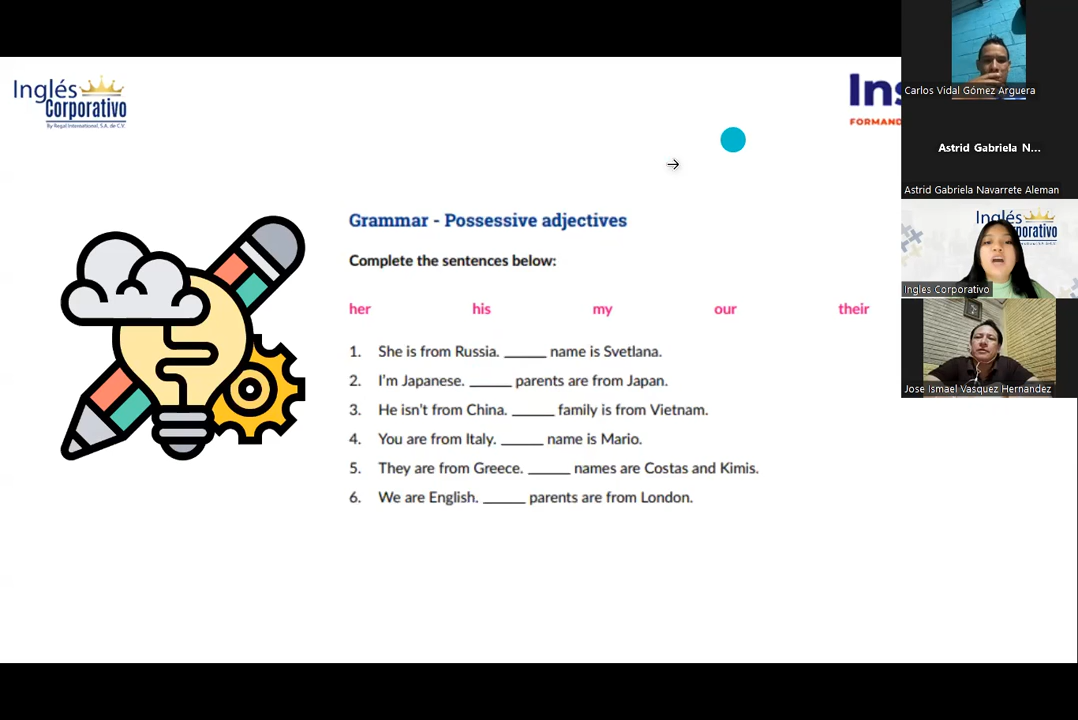 Inglés
Corporativo
By Regal International, S.A. de C.V.
FORMAND
Grammar - Possessive adjectives
Complete the sentences below:
her his my our their
1. She is from Russia. ______ name is Svetlana.
2. I'm Japanese. ______ parents are from Japan.
3. He isn't from China. ______ family is from Vietnam.
4. You are from Italy. ______ name is Mario.
5. They are from Greece. ______ names are Costas and Kimis.
6. We are English. ______ parents are from London.
Carlos Vidal Gómez Arguera
Astrid Gabriela N...
Astrid Gabriela Navarrete Aleman
Inglés
Ingles Corporativo
Jose Ismael Vasquez Hernandez